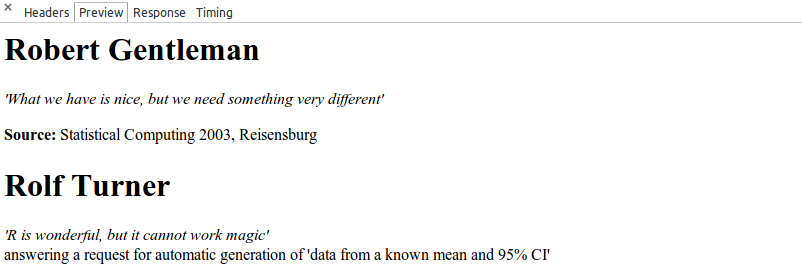 × Headers Preview Response Timing
Robert Gentleman
'What we have is nice, but we need something very different'
Source: Statistical Computing 2003, Reisensburg
Rolf Turner
'R is wonderful, but it cannot work magic'
answering a request for automatic generation of 'data from a known mean and 95% CI'